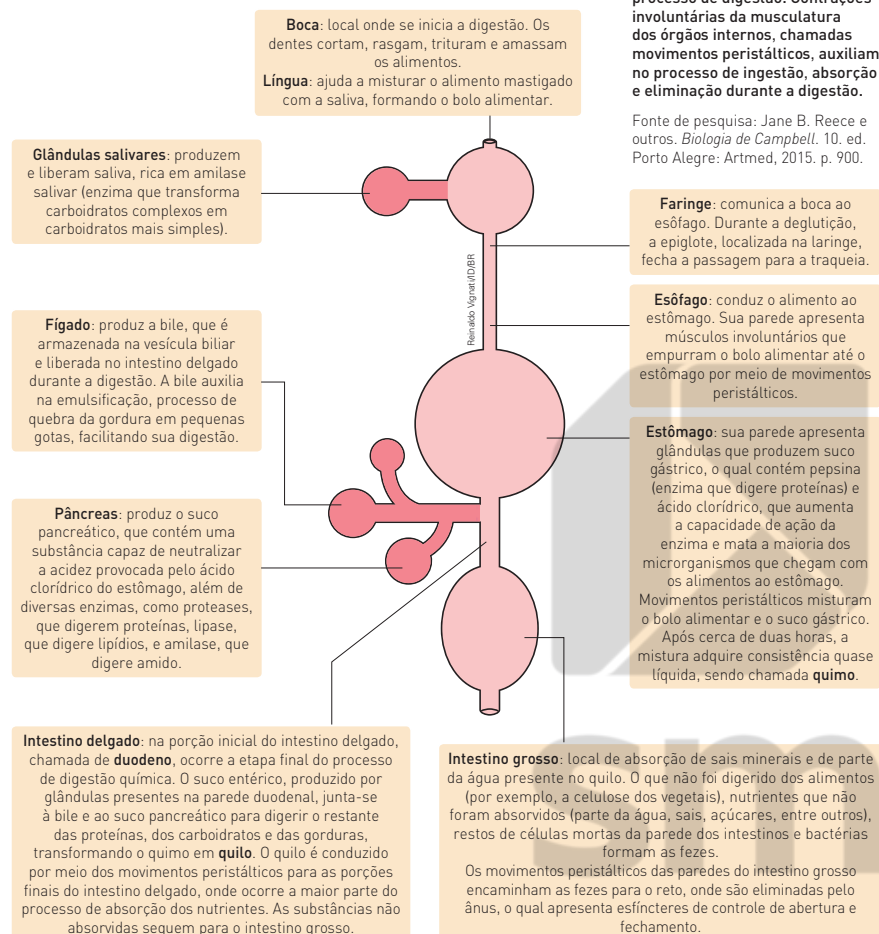 Boca: local onde se inicia a digestão. Os
dentes cortam, rasgam, trituram e amassam
os alimentos.
Língua: ajuda a misturar o alimento mastigado
com a saliva, formando o bolo alimentar.
processo de digestão. Contrações
involuntárias da musculatura
dos órgãos internos, chamadas
movimentos peristálticos, auxiliam
no processo de ingestão, absorção
e eliminação durante a digestão.
Fonte de pesquisa: Jane B. Reece e
outros. Biologia de Campbell. 10. ed.
Porto Alegre: Artmed, 2015. p. 900.
Glândulas salivares: produzem
e liberam saliva, rica em amilase
salivar (enzima que transforma
carboidratos complexos em
carboidratos mais simples).
Faringe: comunica a boca ao
esôfago. Durante a deglutição,
a epiglote, localizada na laringe,
fecha a passagem para a traqueia.
Reinaldo Vignati/ID/BR
Esôfago: conduz o alimento ao
estômago. Sua parede apresenta
músculos involuntários que
empurram o bolo alimentar até o
estômago por meio de movimentos
peristálticos.
Fígado: produz a bile, que é
armazenada na vesícula biliar
e liberada no intestino delgado
durante a digestão. A bile auxilia
na emulsificação, processo de
quebra da gordura em pequenas
gotas, facilitando sua digestão.
Estômago: sua parede apresenta
glândulas que produzem suco
gástrico, o qual contém pepsina
(enzima que digere proteínas) e
ácido clorídrico, que aumenta
a capacidade de ação da
enzima e mata a maioria dos
microrganismos que chegam com
os alimentos ao estômago.
Movimentos peristálticos misturam
o bolo alimentar e o suco gástrico.
Após cerca de duas horas, a
mistura adquire consistência quase
líquida, sendo chamada quimo.
Pâncreas: produz o suco
pancreático, que contém uma
substância capaz de neutralizar
a acidez provocada pelo ácido
clorídrico do estômago, além de
diversas enzimas, como proteases,
que digerem proteínas, lipase,
que digere lipídios, e amilase, que
digere amido.
Intestino delgado: na porção inicial do intestino delgado,
chamada de duodeno, ocorre a etapa final do processo
de digestão química. O suco entérico, produzido por
glândulas presentes na parede duodenal, junta-se
à bile e ao suco pancreático para digerir o restante
das proteínas, dos carboidratos e das gorduras,
transformando o quimo em quilo. O quilo é conduzido
por meio dos movimentos peristálticos para as porções
finais do intestino delgado, onde ocorre a maior parte do
processo de absorção dos nutrientes. As substâncias não
absorvidas seguem para o intestino grosso.
Intestino grosso: local de absorção de sais minerais e de parte
da água presente no quilo. O que não foi digerido dos alimentos
(por exemplo, a celulose dos vegetais), nutrientes que não
foram absorvidos (parte da água, sais, açúcares, entre outros),
restos de células mortas da parede dos intestinos e bactérias
formam as fezes.
Os movimentos peristálticos das paredes do intestino grosso
encaminham as fezes para o reto, onde são eliminadas pelo
ânus, o qual apresenta esfíncteres de controle de abertura e
fechamento.
sm